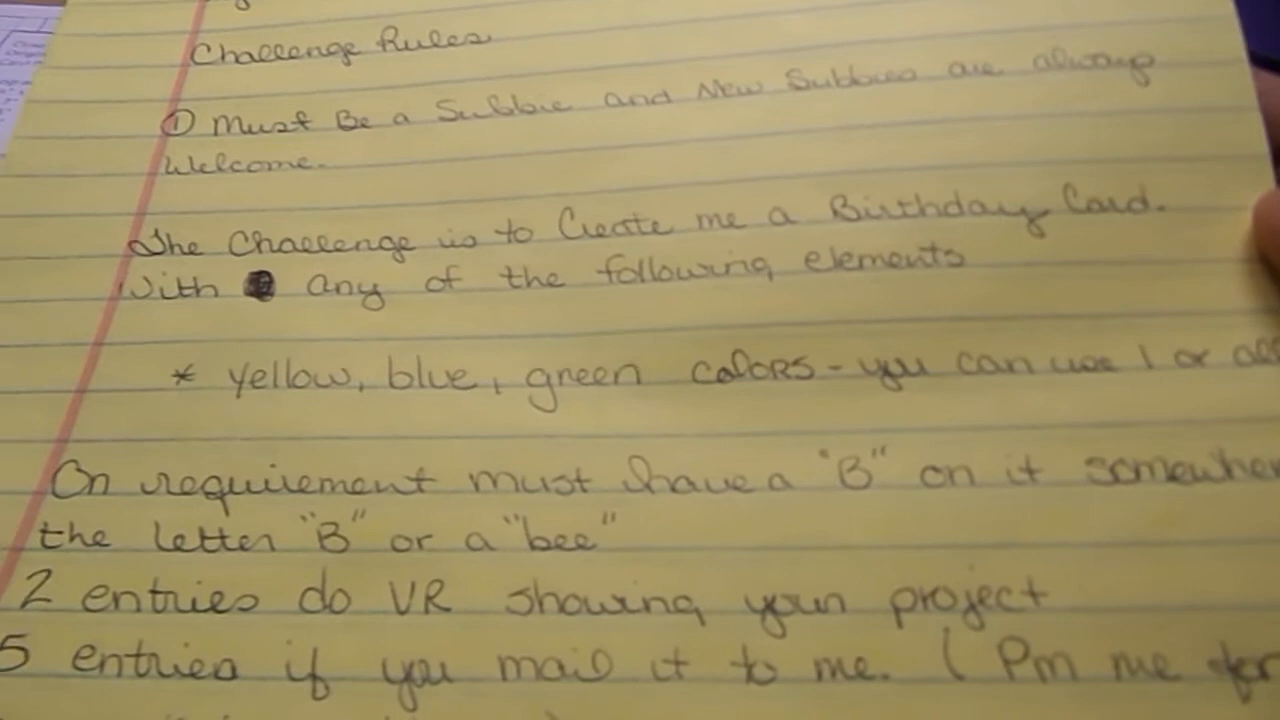 Challenge Rules
① Must Be a Subbie and New Subbies are always
Welcome.
The Challenge is to Create me a Birthday Card.
With any of the following elements
* yellow, blue, green colors - you can use 1 or all
On requirement must have a "B" on it somewher
the letter "B" or a "bee"
2 entries do VR showing your project
5 entries if you mail it to me. (Pm me for